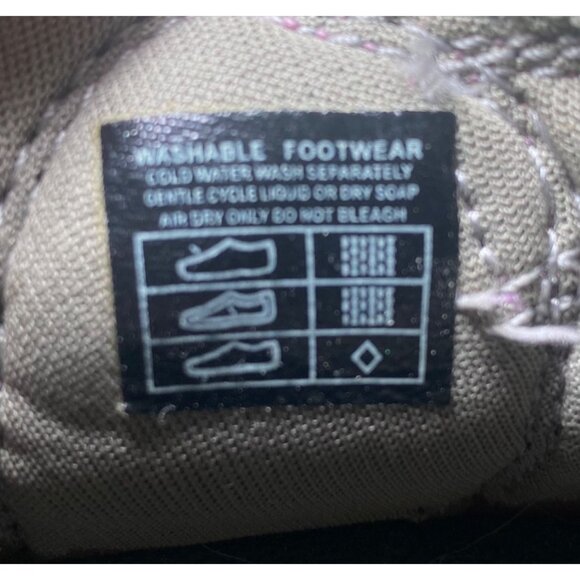 WASHABLE FOOTWEAR
COLD WATER WASH SEPARATELY
GENTLE CYCLE LIQUID OR DRY SOAP
AIR DRY ONLY DO NOT BLEACH